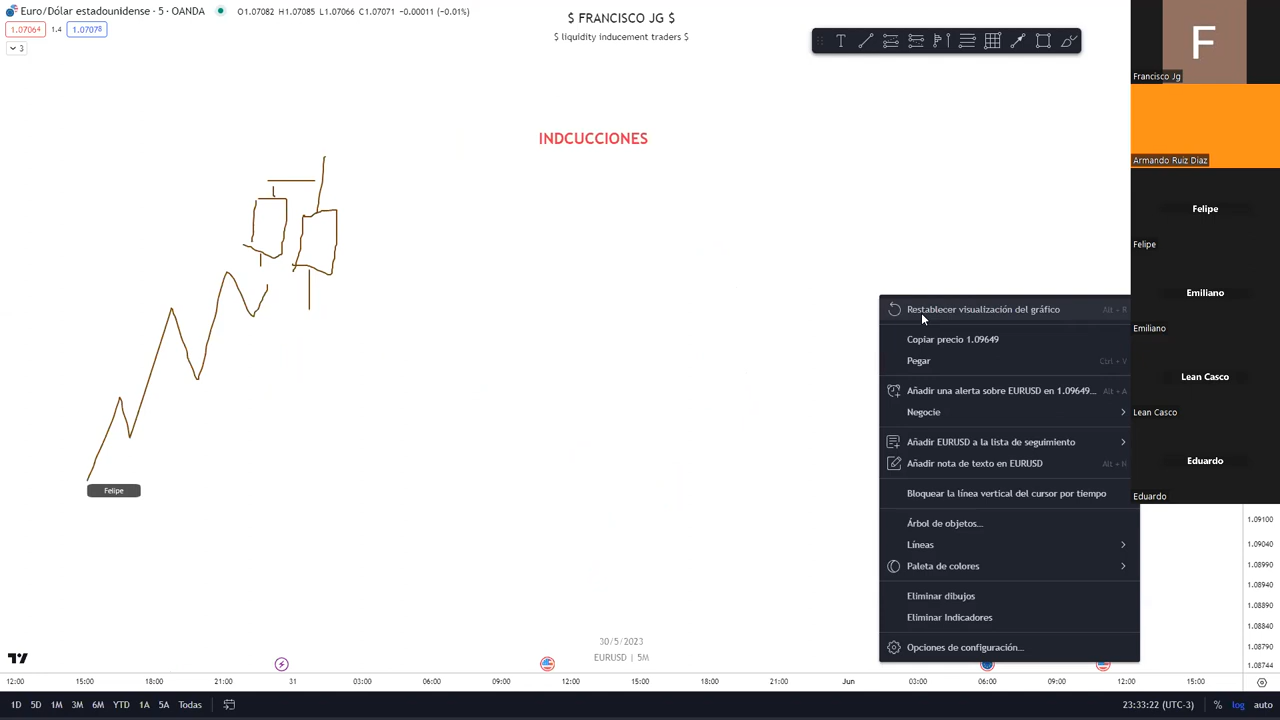 Euro/Dólar estadounidense · 5 · OANDA
O1.07082 H1.07085 L1.07066 C1.07071 −0.00011 (−0.01%)
1.07064 1.4 1.07078
3
$ FRANCISCO JG $
$ liquidity inducement traders $
T
F
Francisco Jg
Armando Ruiz Diaz
Felipe
Felipe
Emiliano
Emiliano
Lean Casco
Lean Casco
Eduardo
Eduardo
INDCUCCIONES
Felipe
Restablecer visualización del gráfico Alt + R
Copiar precio 1.09649
Pegar Ctrl + V
Añadir una alerta sobre EURUSD en 1.09649... Alt + A
Negocie
Añadir EURUSD a la lista de seguimiento
Añadir nota de texto en EURUSD Alt + N
Bloquear la línea vertical del cursor por tiempo
Árbol de objetos...
Líneas
Paleta de colores
Eliminar dibujos
Eliminar Indicadores
Opciones de configuración...
1.09100
1.09040
1.08990
1.08940
1.08890
1.08840
1.08790
1.08744
30/5/2023
EURUSD | 5M
12:00 15:00 18:00 21:00 31 03:00 06:00 09:00 12:00 15:00 18:00 21:00 Jun 03:00 06:00 09:00 12:00 15:00
1D 5D 1M 3M 6M YTD 1A 5A Todas
23:33:22 (UTC-3) % log auto